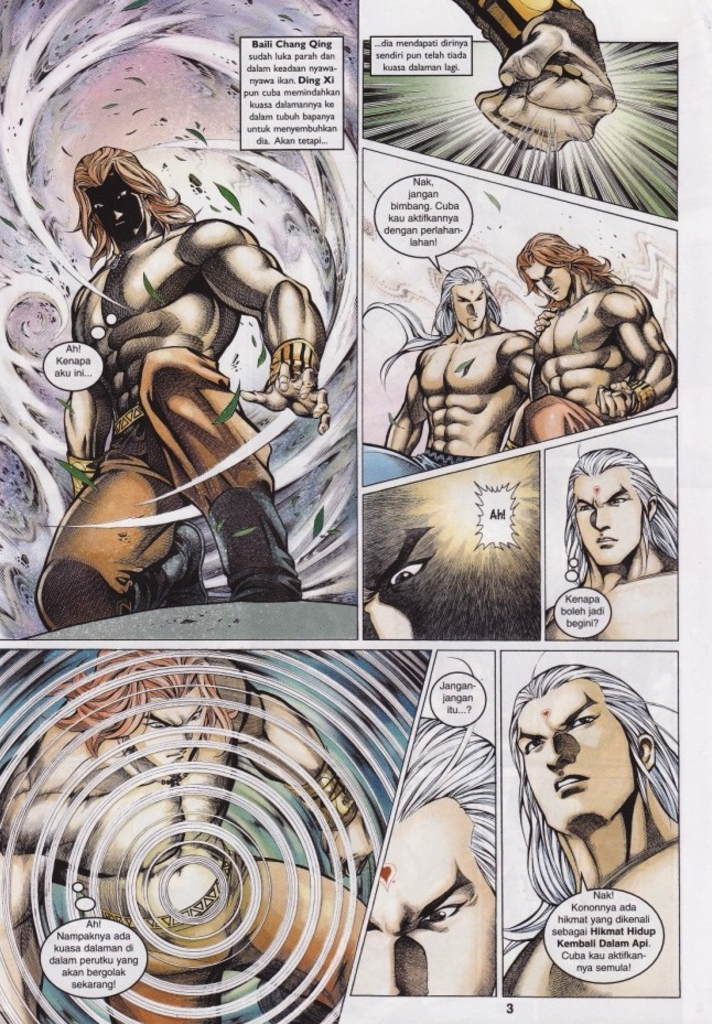 Baili Chang Qing
sudah luka parah dan
dalam keadaan nyawa-
nyawa ikan. Ding Xi
pun cuba memindahkan
kuasa dalamannya ke
dalam tubuh bapanya
untuk menyembuhkan
dia. Akan tetapi...
Ah!
Kenapa
aku ini...
...dia mendapati dirinya
sendiri pun telah tiada
kuasa dalaman lagi.
Nak,
jangan
bimbang. Cuba
kau aktifkannya
dengan perlahan-
lahan!
Ah!
Kenapa
boleh jadi
begini?
Ah!
Nampaknya ada
kuasa dalaman di
dalam perutku yang
akan bergolak
sekarang!
Jangan-
jangan
itu...?
Nak!
Kononnya ada
hikmat yang dikenali
sebagai Hikmat Hidup
Kembali Dalam Api.
Cuba kau aktifkan-
nya semula!
3